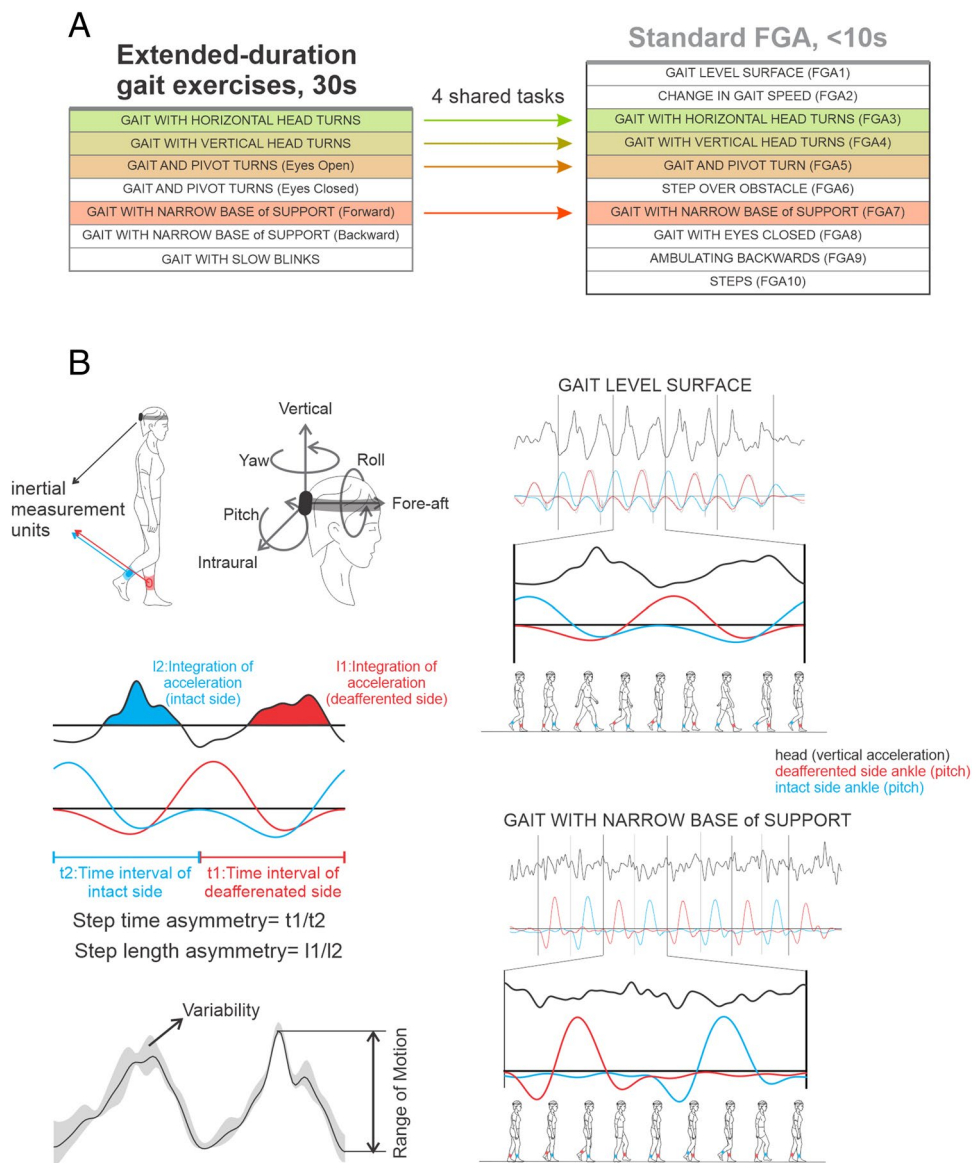 A
Extended-duration
gait exercises, 30s
GAIT WITH HORIZONTAL HEAD TURNS
GAIT WITH VERTICAL HEAD TURNS
GAIT AND PIVOT TURNS (Eyes Open)
GAIT AND PIVOT TURNS (Eyes Closed)
GAIT WITH NARROW BASE of SUPPORT (Forward)
GAIT WITH NARROW BASE of SUPPORT (Backward)
GAIT WITH SLOW BLINKS
4 shared tasks
Standard FGA, <10s
GAIT LEVEL SURFACE (FGA1)
CHANGE IN GAIT SPEED (FGA2)
GAIT WITH HORIZONTAL HEAD TURNS (FGA3)
GAIT WITH VERTICAL HEAD TURNS (FGA4)
GAIT AND PIVOT TURN (FGA5)
STEP OVER OBSTACLE (FGA6)
GAIT WITH NARROW BASE of SUPPORT (FGA7)
GAIT WITH EYES CLOSED (FGA8)
AMBULATING BACKWARDS (FGA9)
STEPS (FGA10)
B
inertial
measurement
units
Vertical
Yaw
Roll
Pitch
Fore-aft
Intraural
l2:Integration of
acceleration
(intact side)
l1:Integration of
acceleration
(deafferented side)
t2:Time interval of
intact side
t1:Time interval of
deafferenated side
Step time asymmetry= t1/t2
Step length asymmetry= l1/l2
Variability
Range of Motion
GAIT LEVEL SURFACE
head (vertical acceleration)
deafferented side ankle (pitch)
intact side ankle (pitch)
GAIT WITH NARROW BASE of SUPPORT